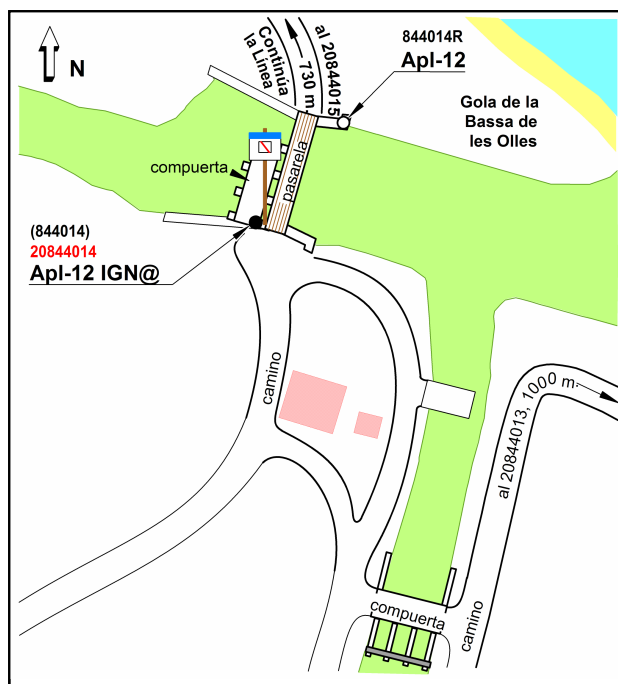 N
Continúa
la Línea
730 m.
al 20844015
844014R
Apl-12
Gola de la
Bassa de
les Olles
compuerta
pasarela
(844014)
20844014
Apl-12 IGN@
camino
al 20844013, 1000 m.
compuerta
camino